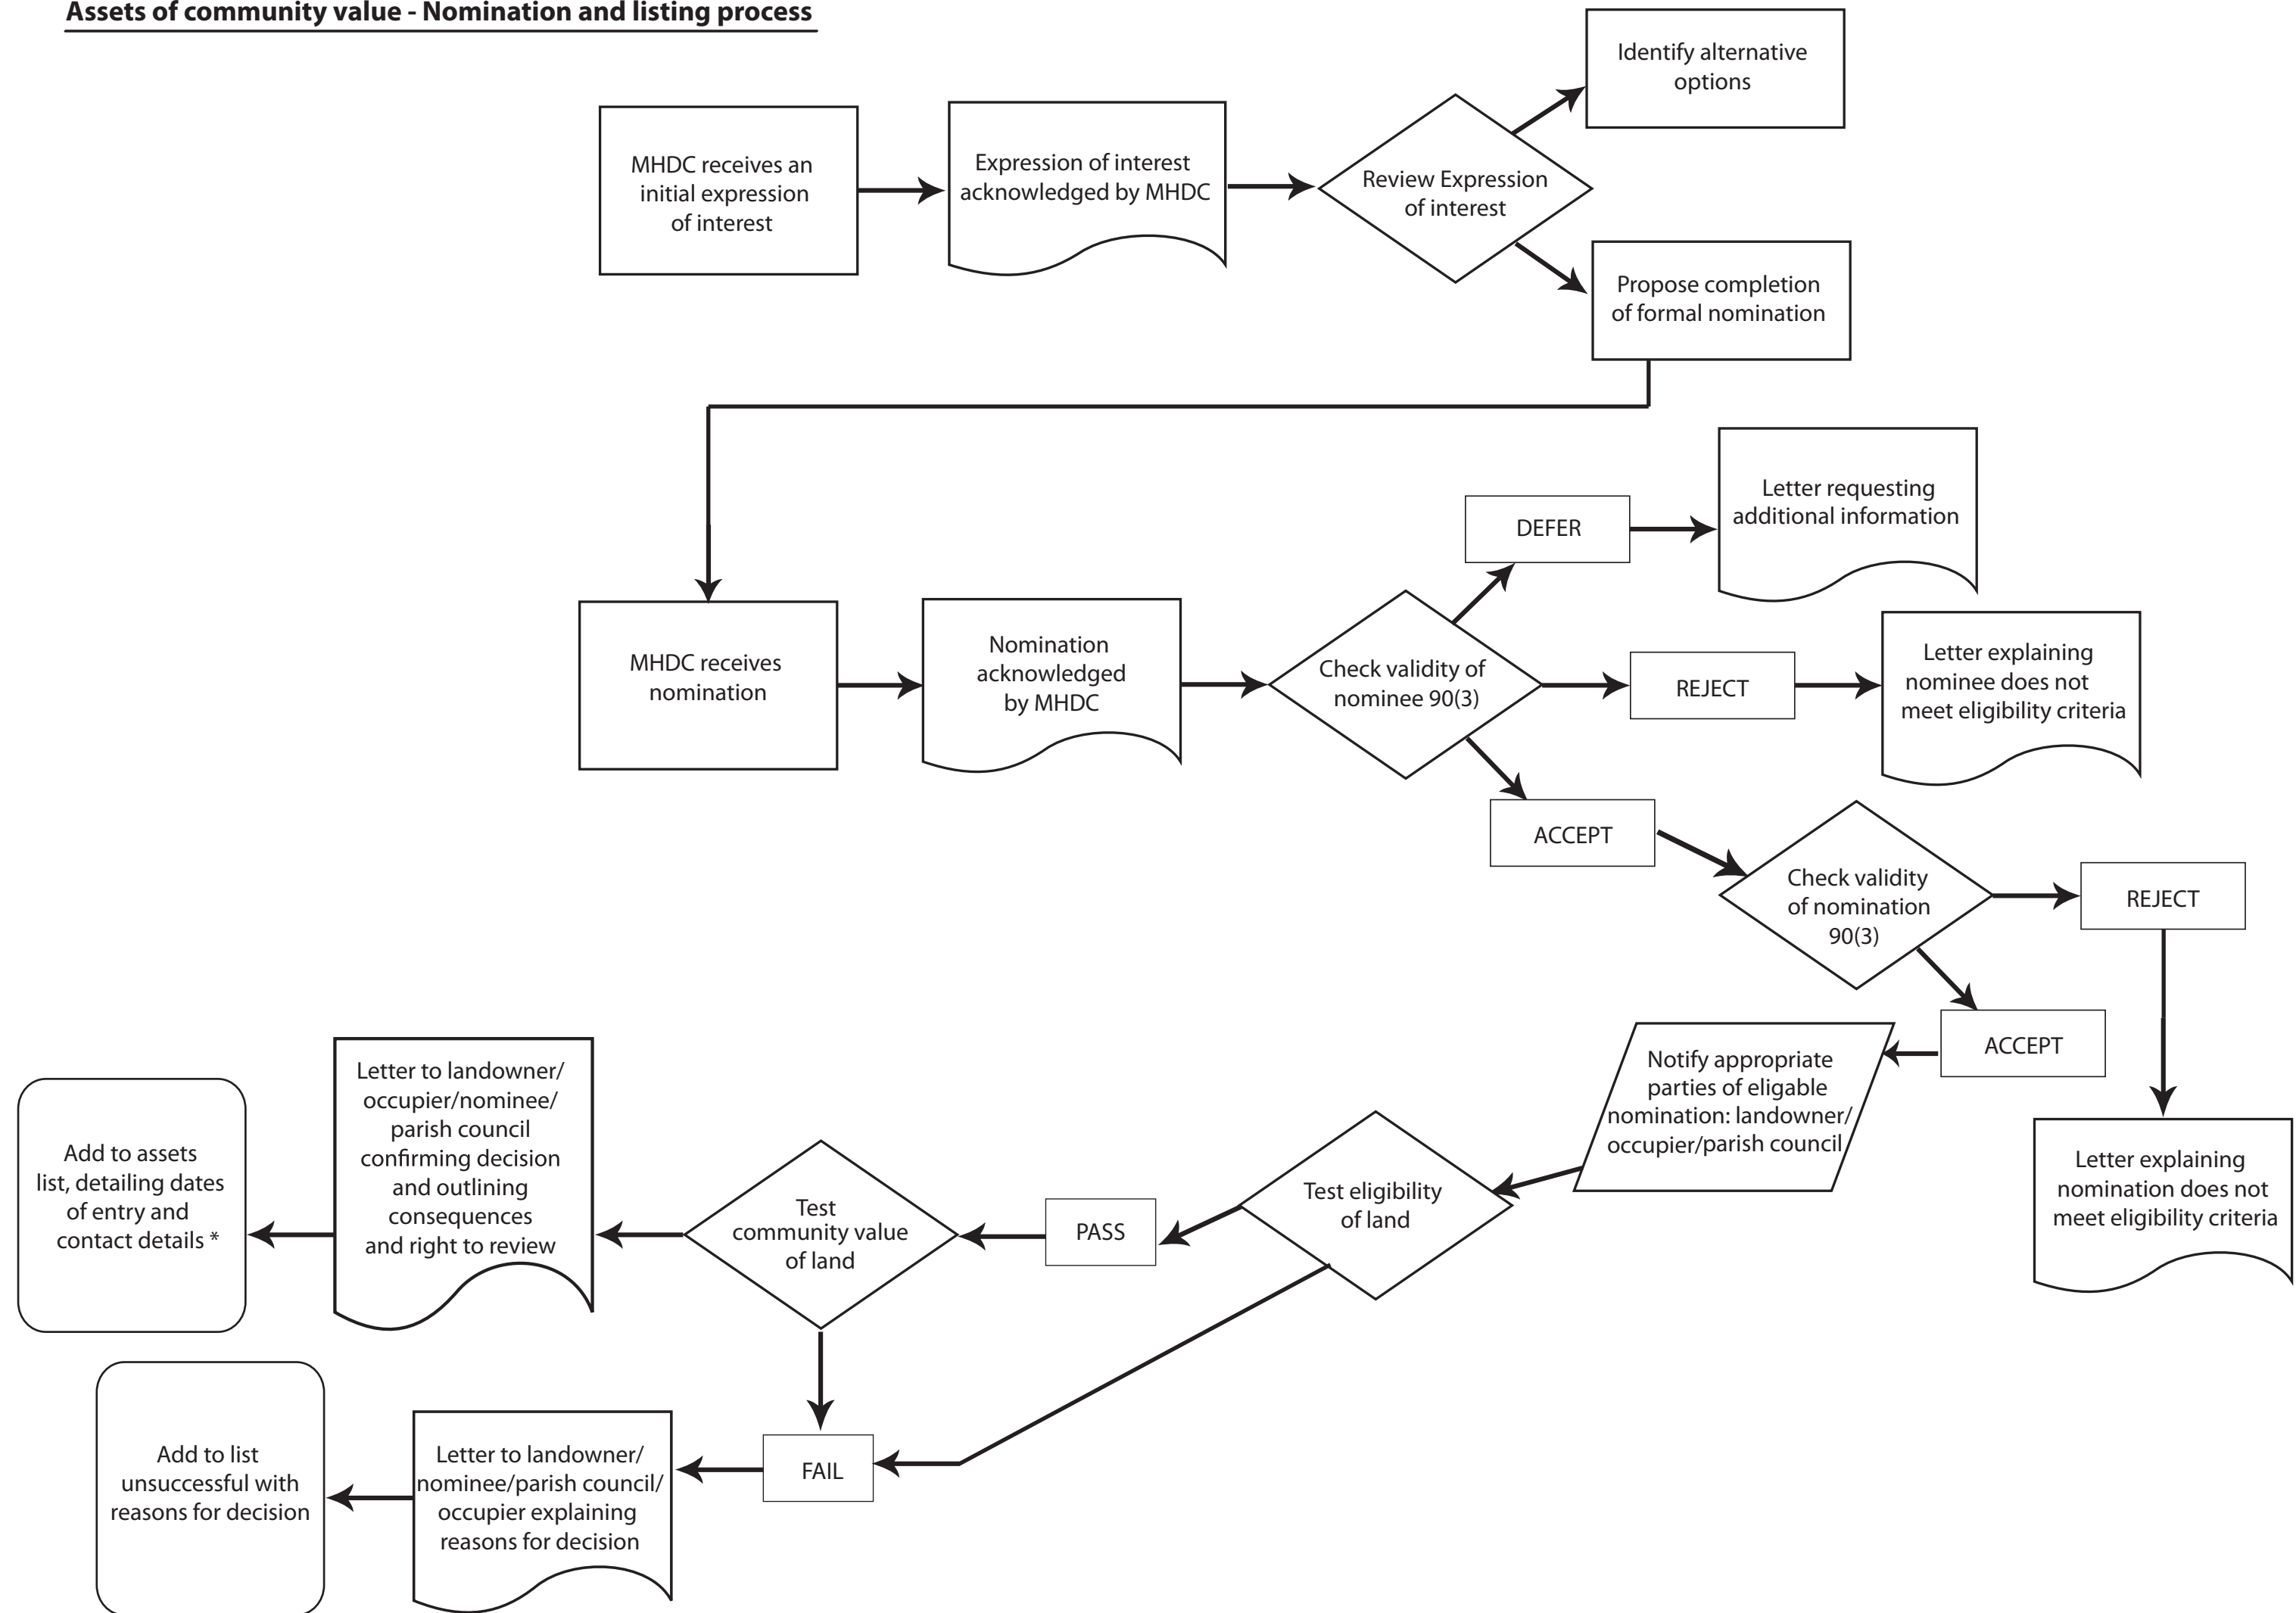 Assets of community value - Nomination and listing process
Identify alternative
options
MHDC receives an
initial expression
of interest
Expression of interest
acknowledged by MHDC
Review Expression
of interest
Propose completion
of formal nomination
Letter requesting
additional information
DEFER
MHDC receives
nomination
Nomination
acknowledged
by MHDC
Check validity of
nominee 90(3)
REJECT
Letter explaining
nominee does not
meet eligibility criteria
ACCEPT
Check validity
of nomination
90(3)
REJECT
ACCEPT
Letter explaining
nomination does not
meet eligibility criteria
Notify appropriate
parties of eligable
nomination: landowner/
occupier/parish council
Test eligibility
of land
PASS
Test
community value
of land
Letter to landowner/
occupier/nominee/
parish council
confirming decision
and outlining
consequences
and right to review
Add to assets
list, detailing dates
of entry and
contact details *
FAIL
Letter to landowner/
nominee/parish council/
occupier explaining
reasons for decision
Add to list
unsuccessful with
reasons for decision